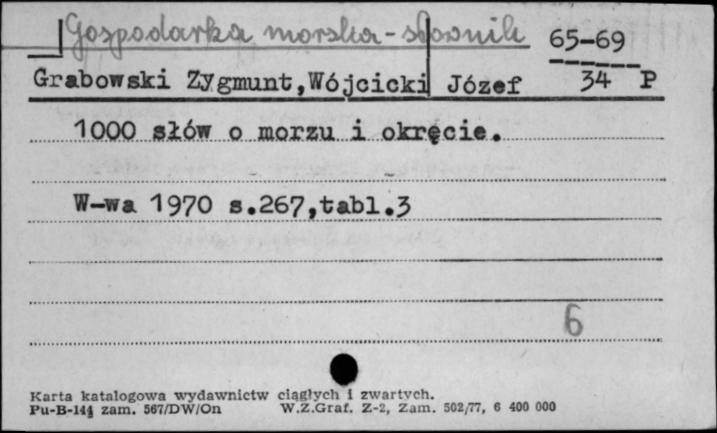 Gospodarka morska - słownik
65-69
34 P
Grabowski Zygmunt,Wójcicki Józef
1000 słów o morzu i okręcie.
W-wa 1970 s.267,tabl.3
6
Karta katalogowa wydawnictw ciągłych i zwartych.
Pu-B-144 zam. 567/DW/On W.Z.Graf. Z-2, Zam. 502/77, 6 400 000